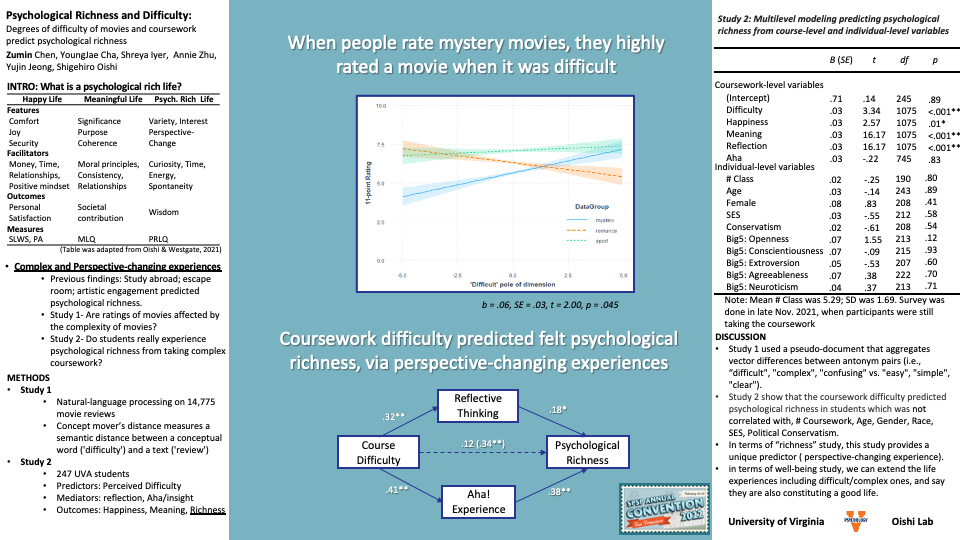 Psychological Richness and Difficulty:
Degrees of difficulty of movies and coursework
predict psychological richness
Zumin Chen, YoungJae Cha, Shreya Iyer, Annie Zhu,
Yujin Jeong, Shigehiro Oishi
INTRO: What is a psychological rich life?
Happy Life Meaningful Life Psych. Rich Life
Features
Comfort Significance Variety, Interest
Joy Purpose Perspective-
Security Coherence Change
Facilitators
Money, Time, Moral principles, Curiosity, Time,
Relationships, Consistency, Energy,
Positive mindset Relationships Spontaneity
Outcomes
Personal Societal
Satisfaction contribution Wisdom
Measures
SLWS, PA MLQ PRLQ
(Table was adapted from Oishi & Westgate, 2021)
• Complex and Perspective-changing experiences
• Previous findings: Study abroad; escape
room; artistic engagement predicted
psychological richness.
• Study 1- Are ratings of movies affected by
the complexity of movies?
• Study 2- Do students really experience
psychological richness from taking complex
coursework?
METHODS
• Study 1
• Natural-language processing on 14,775
movie reviews
• Concept mover's distance measures a
semantic distance between a conceptual
word ('difficulty') and a text ('review')
• Study 2
• 247 UVA students
• Predictors: Perceived Difficulty
• Mediators: reflection, Aha/insight
• Outcomes: Happiness, Meaning, Richness
When people rate mystery movies, they highly
rated a movie when it was difficult
10.0
7.5
5.0
2.5
0.0
11-point Rating
DataGroup
mystery
romance
sport
-5.0 -2.5 0.0 2.5 5.0
'Difficult' pole of dimension
b = .06, SE = .03, t = 2.00, p = .045
Coursework difficulty predicted felt psychological
richness, via perspective-changing experiences
Reflective
Thinking
.32** .18*
Course
Difficulty
.12 (.34**)
Psychological
Richness
.41** .38**
Aha!
Experience
SPSP ANNUAL
CONVENTION
2022
San Francisco
Study 2: Multilevel modeling predicting psychological
richness from course-level and individual-level variables
B (SE) t df p
Coursework-level variables
(Intercept) .71 .14 245 .89
Difficulty .03 3.34 1075 <.001**
Happiness .03 2.57 1075 .01*
Meaning .03 16.17 1075 <.001**
Reflection .03 16.17 1075 <.001**
Aha .03 -.22 745 .83
Individual-level variables
# Class .02 -.25 190 .80
Age .03 -.14 243 .89
Female .08 .83 208 .41
SES .03 -.55 212 .58
Conservatism .02 -.61 208 .54
Big5: Openness .07 1.55 213 .12
Big5: Conscientiousness .07 -.09 215 .93
Big5: Extroversion .05 -.53 207 .60
Big5: Agreeableness .07 .38 222 .70
Big5: Neuroticism .04 .37 213 .71
Note: Mean # Class was 5.29; SD was 1.69. Survey was
done in late Nov. 2021, when participants were still
taking the coursework
DISCUSSION
• Study 1 used a pseudo-document that aggregates
vector differences between antonym pairs (i.e.,
"difficult", "complex", "confusing" vs. "easy", "simple",
"clear").
• Study 2 show that the coursework difficulty predicted
psychological richness in students which was not
correlated with, # Coursework, Age, Gender, Race,
SES, Political Conservatism.
• In terms of "richness" study, this study provides a
unique predictor ( perspective-changing experience).
• in terms of well-being study, we can extend the life
experiences including difficult/complex ones, and say
they are also constituting a good life.
University of Virginia PSYCHOLOGY Oishi Lab